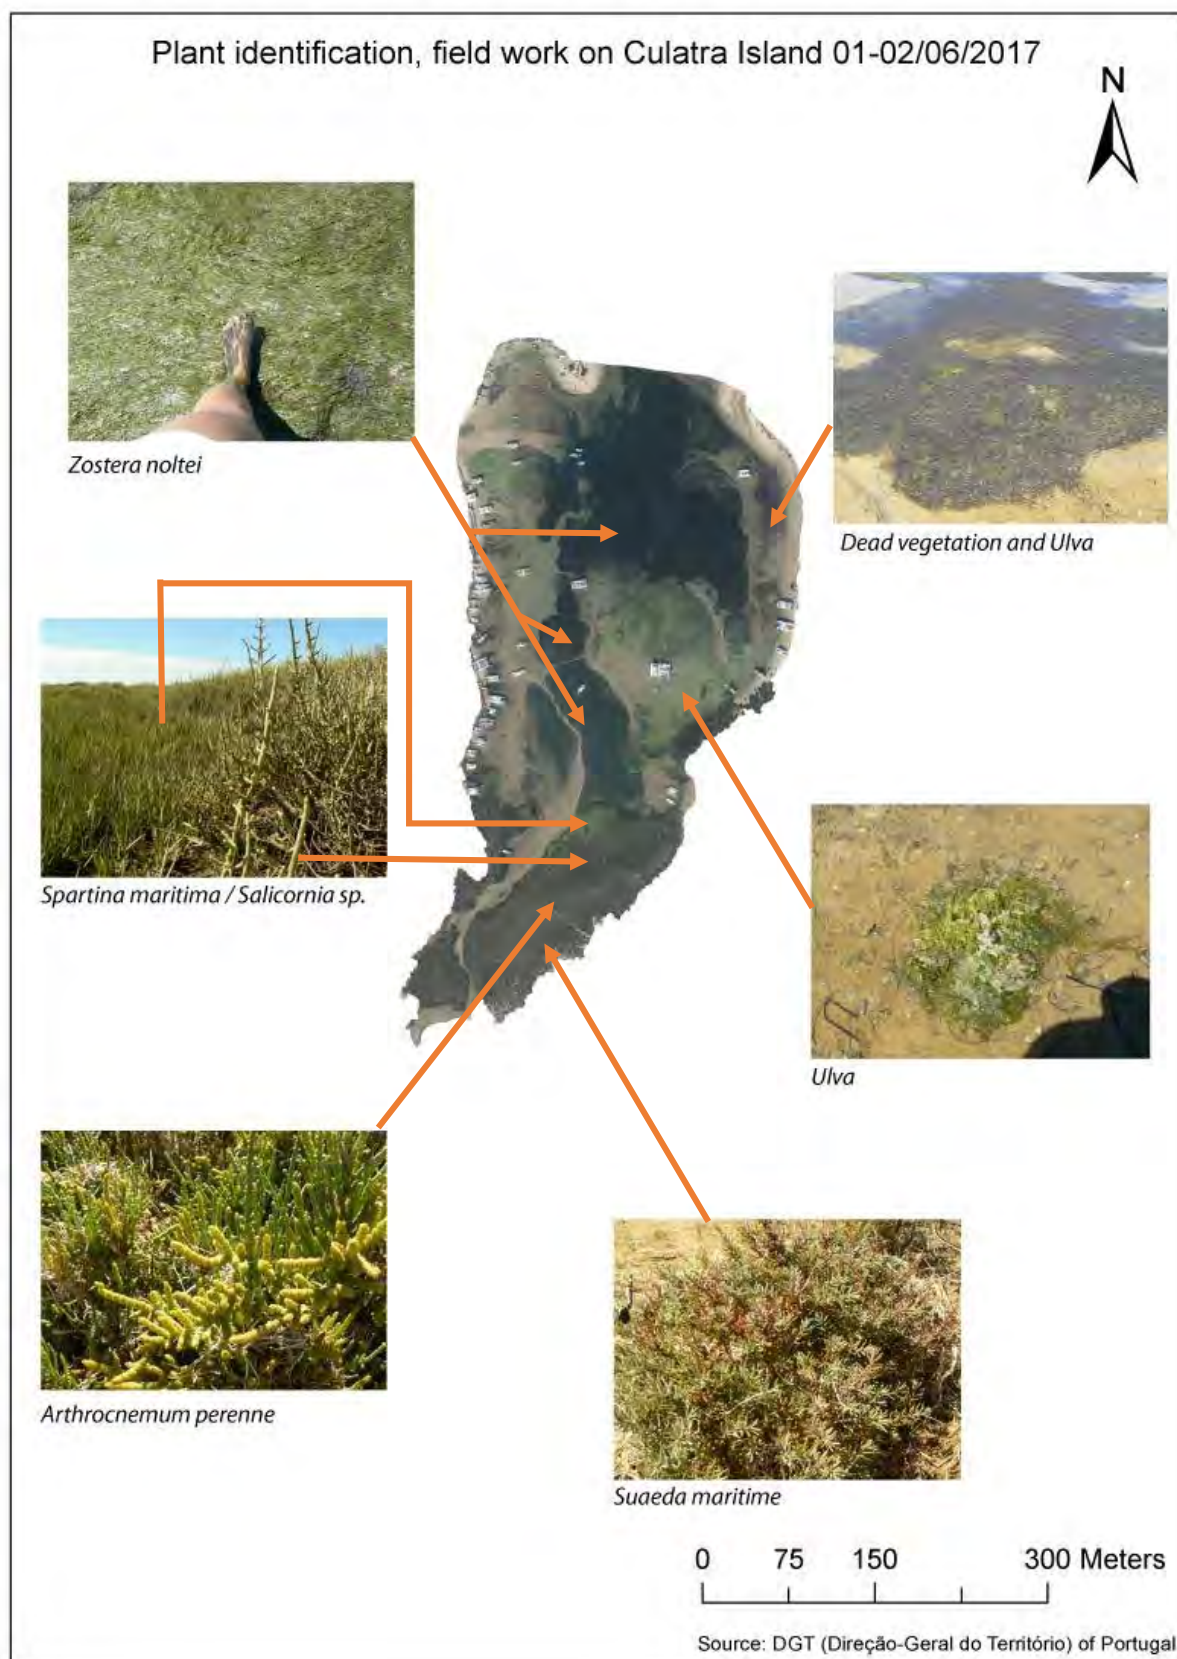 Plant identification, field work on Culatra Island 01-02/06/2017
N
Zostera noltei
Dead vegetation and Ulva
Spartina maritima / Salicornia sp.
Ulva
Arthrocnemum perenne
Suaeda maritime
0 75 150 300 Meters
Source: DGT (Direção-Geral do Território) of Portugal